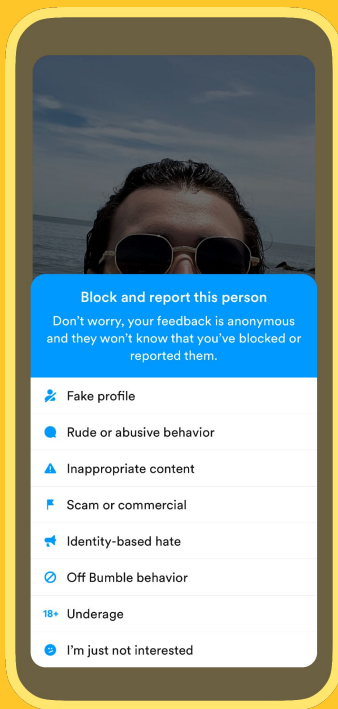 Block and report this person
Don't worry, your feedback is anonymous
and they won't know that you've blocked or
reported them.
Fake profile
Rude or abusive behavior
Inappropriate content
Scam or commercial
Identity-based hate
Off Bumble behavior
18+ Underage
I'm just not interested